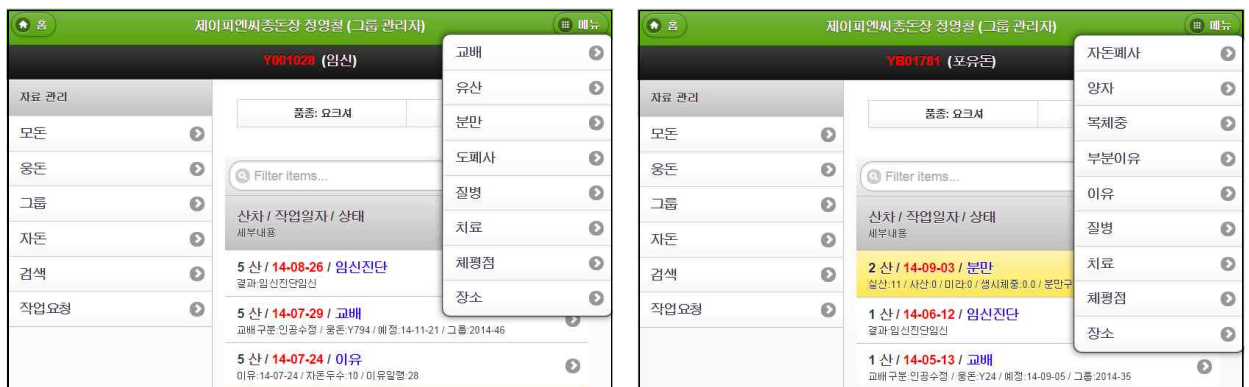 홈
제이피엔씨종돈장 정영철 (그룹 관리자)
메뉴
Y001028 (임신)
자료 관리
모돈
웅돈
그룹
자돈
검색
작업요청
품종: 요크셔
Filter items...
산차 / 작업일자 / 상태
세부내용
5 산 / 14-08-26 / 임신진단
결과:임신진단임신
5 산 / 14-07-29 / 교배
교배구분:인공수정 / 웅돈:Y794 / 예정:14-11-21 / 그룹:2014-46
5 산 / 14-07-24 / 이유
이유:14-07-24 / 자돈두수:10 / 이유일령:28
교배
유산
분만
도폐사
질병
치료
체평점
장소
홈
제이피엔씨종돈장 정영철 (그룹 관리자)
메뉴
YB01781 (포유돈)
자료 관리
모돈
웅돈
그룹
자돈
검색
작업요청
품종: 요크셔
Filter items...
산차 / 작업일자 / 상태
세부내용
2 산 / 14-09-03 / 분만
실산:11 / 사산:0 / 미라:0 / 생시체중:0.0 / 분만구
1 산 / 14-06-12 / 임신진단
결과:임신진단임신
1 산 / 14-05-13 / 교배
교배구분:인공수정 / 웅돈:Y24 / 예정:14-09-05 / 그룹:2014-35
자돈폐사
양자
복체중
부분이유
이유
질병
치료
체평점
장소